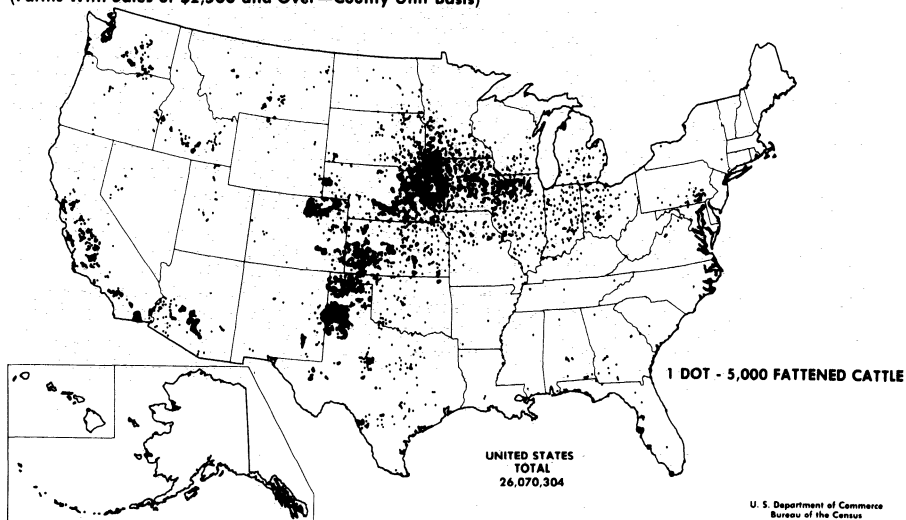 (Farms With Sales of $2,500 and Over—County Unit Basis)
1 DOT - 5,000 FATTENED CATTLE
UNITED STATES
TOTAL
26,070,304
U. S. Department of Commerce
Bureau of the Census